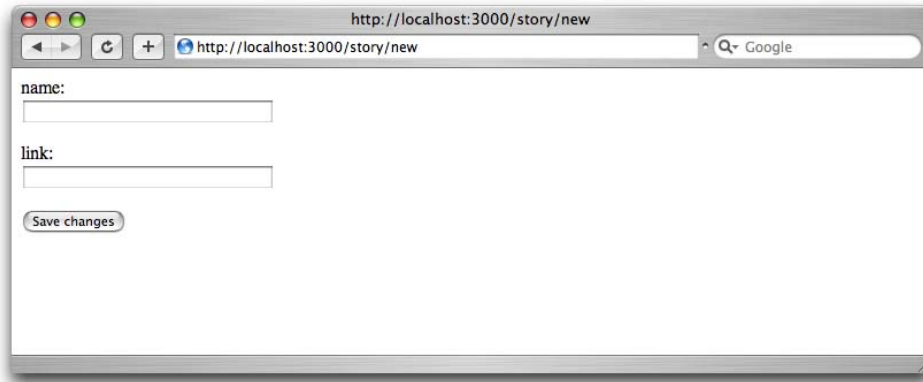 http://localhost:3000/story/new
http://localhost:3000/story/new
Google
name:
link:
Save changes